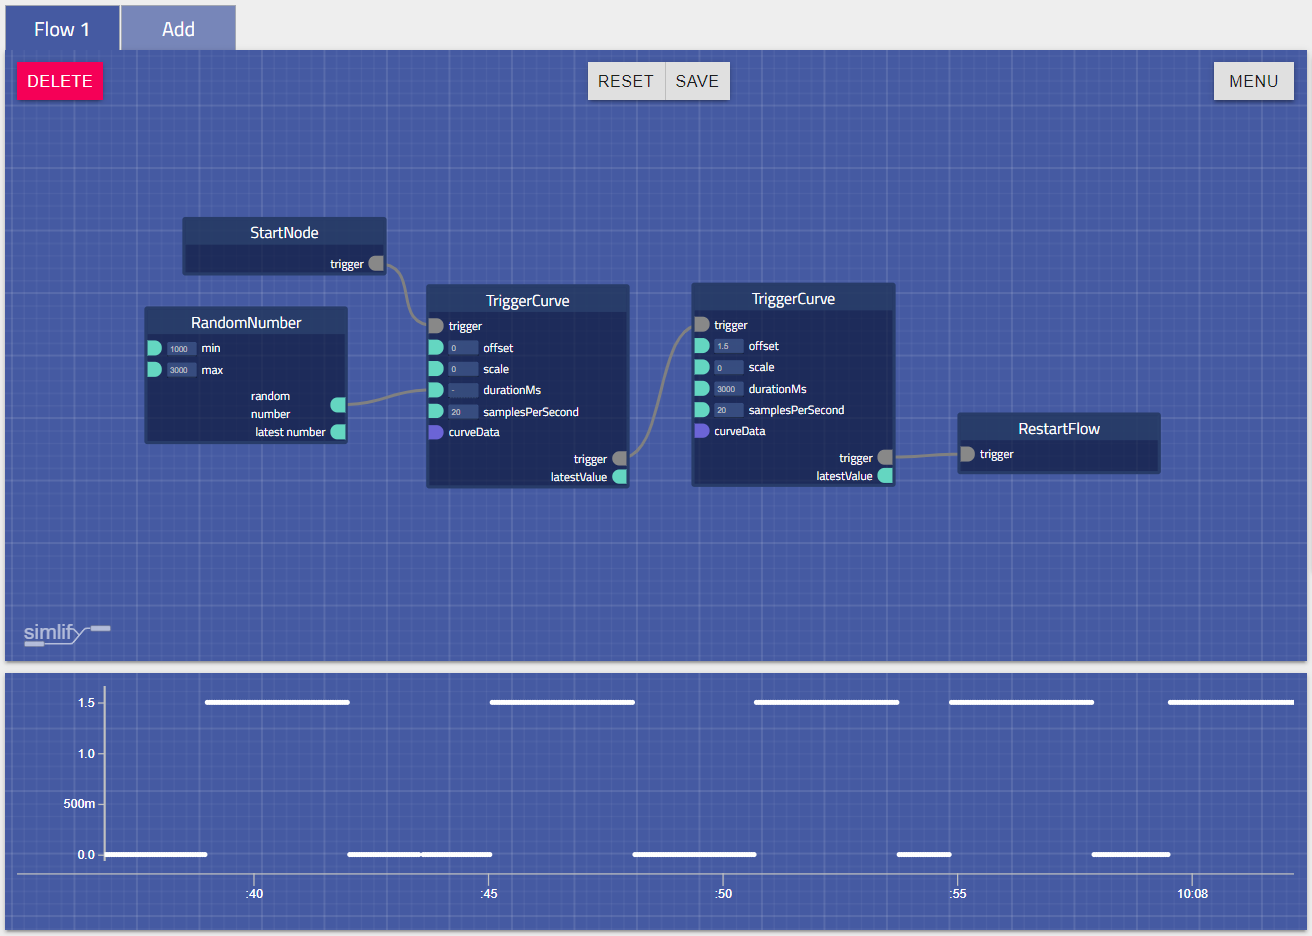 Flow 1
Add
DELETE
RESET
SAVE
MENU
StartNode
trigger
RandomNumber
1000 min
3000 max
random
number
latest number
TriggerCurve
trigger
0 offset
0 scale
- durationMs
20 samplesPerSecond
curveData
trigger
latestValue
TriggerCurve
trigger
1.5 offset
0 scale
3000 durationMs
20 samplesPerSecond
curveData
trigger
latestValue
RestartFlow
trigger
simlify
1.5
1.0
500m
0.0
:40
:45
:50
:55
10:08